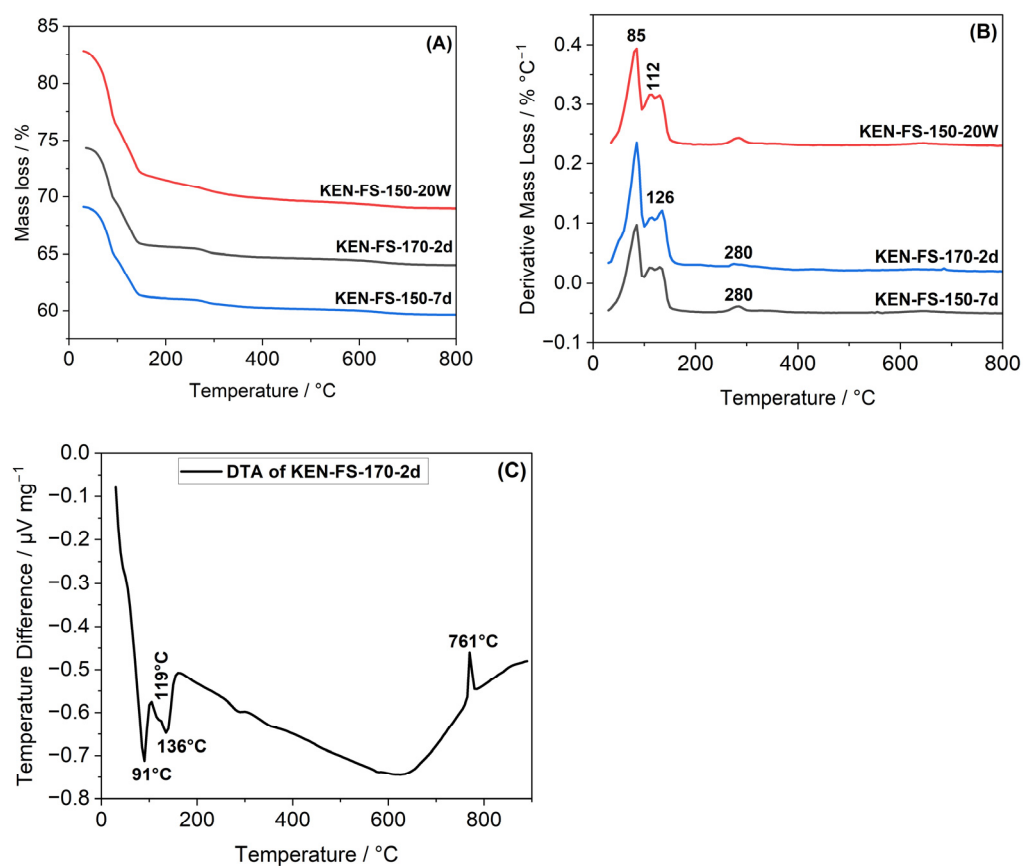 (A)
85
80
75
70
65
60
Mass loss / %
KEN-FS-150-20W
KEN-FS-170-2d
KEN-FS-150-7d
0 200 400 600 800
Temperature / °C
(B)
0.4
0.3
0.2
0.1
0.0
−0.1
Derivative Mass Loss / % °C⁻¹
85
112
KEN-FS-150-20W
126
280
KEN-FS-170-2d
280
KEN-FS-150-7d
0 200 400 600 800
Temperature / °C
(C)
DTA of KEN-FS-170-2d
−0.0
−0.1
−0.2
−0.3
−0.4
−0.5
−0.6
−0.7
−0.8
Temperature Difference / µV mg⁻¹
91°C
119°C
136°C
761°C
0 200 400 600 800
Temperature / °C